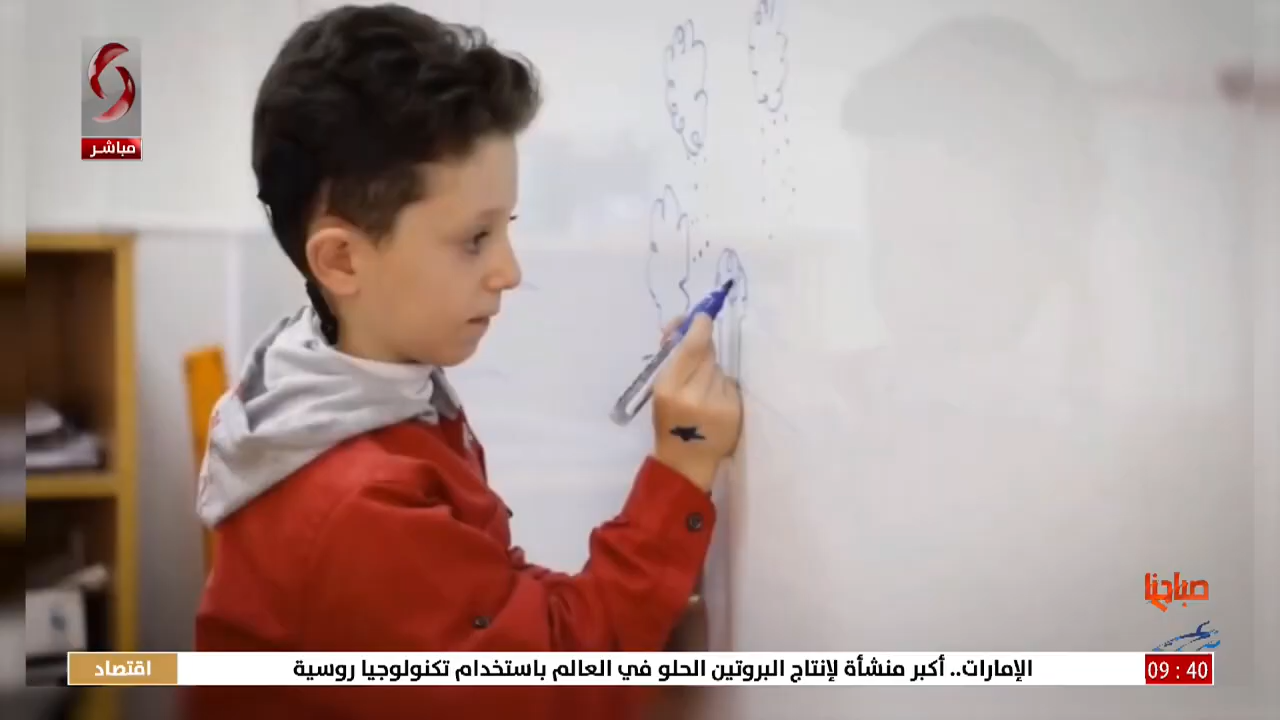 مباشر
صباحنا
اقتصاد
الإمارات.. أكبر منشأة لإنتاج البروتين الحلو في العالم باستخدام تكنولوجيا روسية
09 : 40